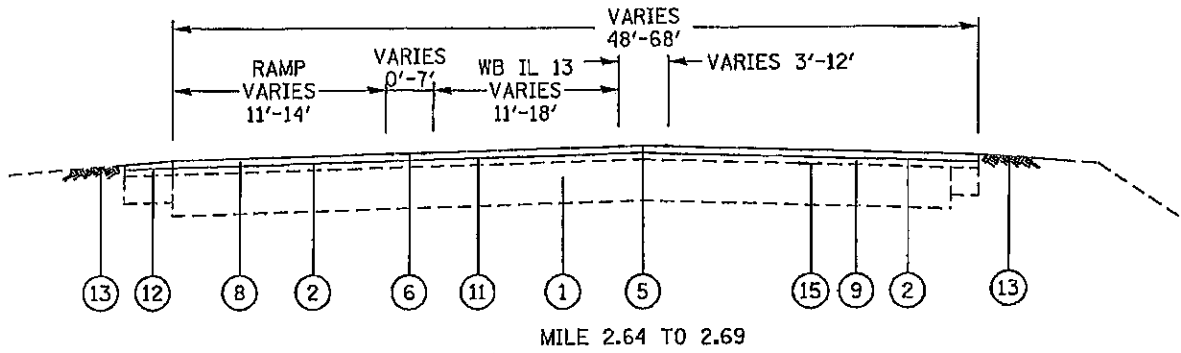 VARIES
48'-68'
VARIES
0'-7'
RAMP
VARIES
11'-14'
WB IL 13
VARIES
11'-18'
VARIES 3'-12'
13
12
8
2
6
11
1
5
15
9
2
13
MILE 2.64 TO 2.69